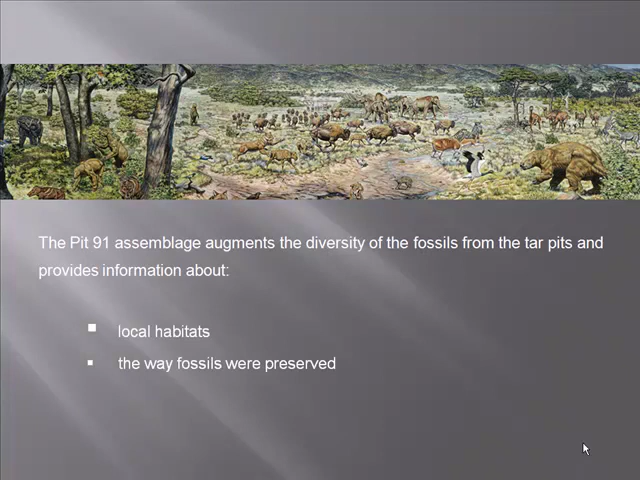 The Pit 91 assemblage augments the diversity of the fossils from the tar pits and
provides information about:
local habitats
the way fossils were preserved